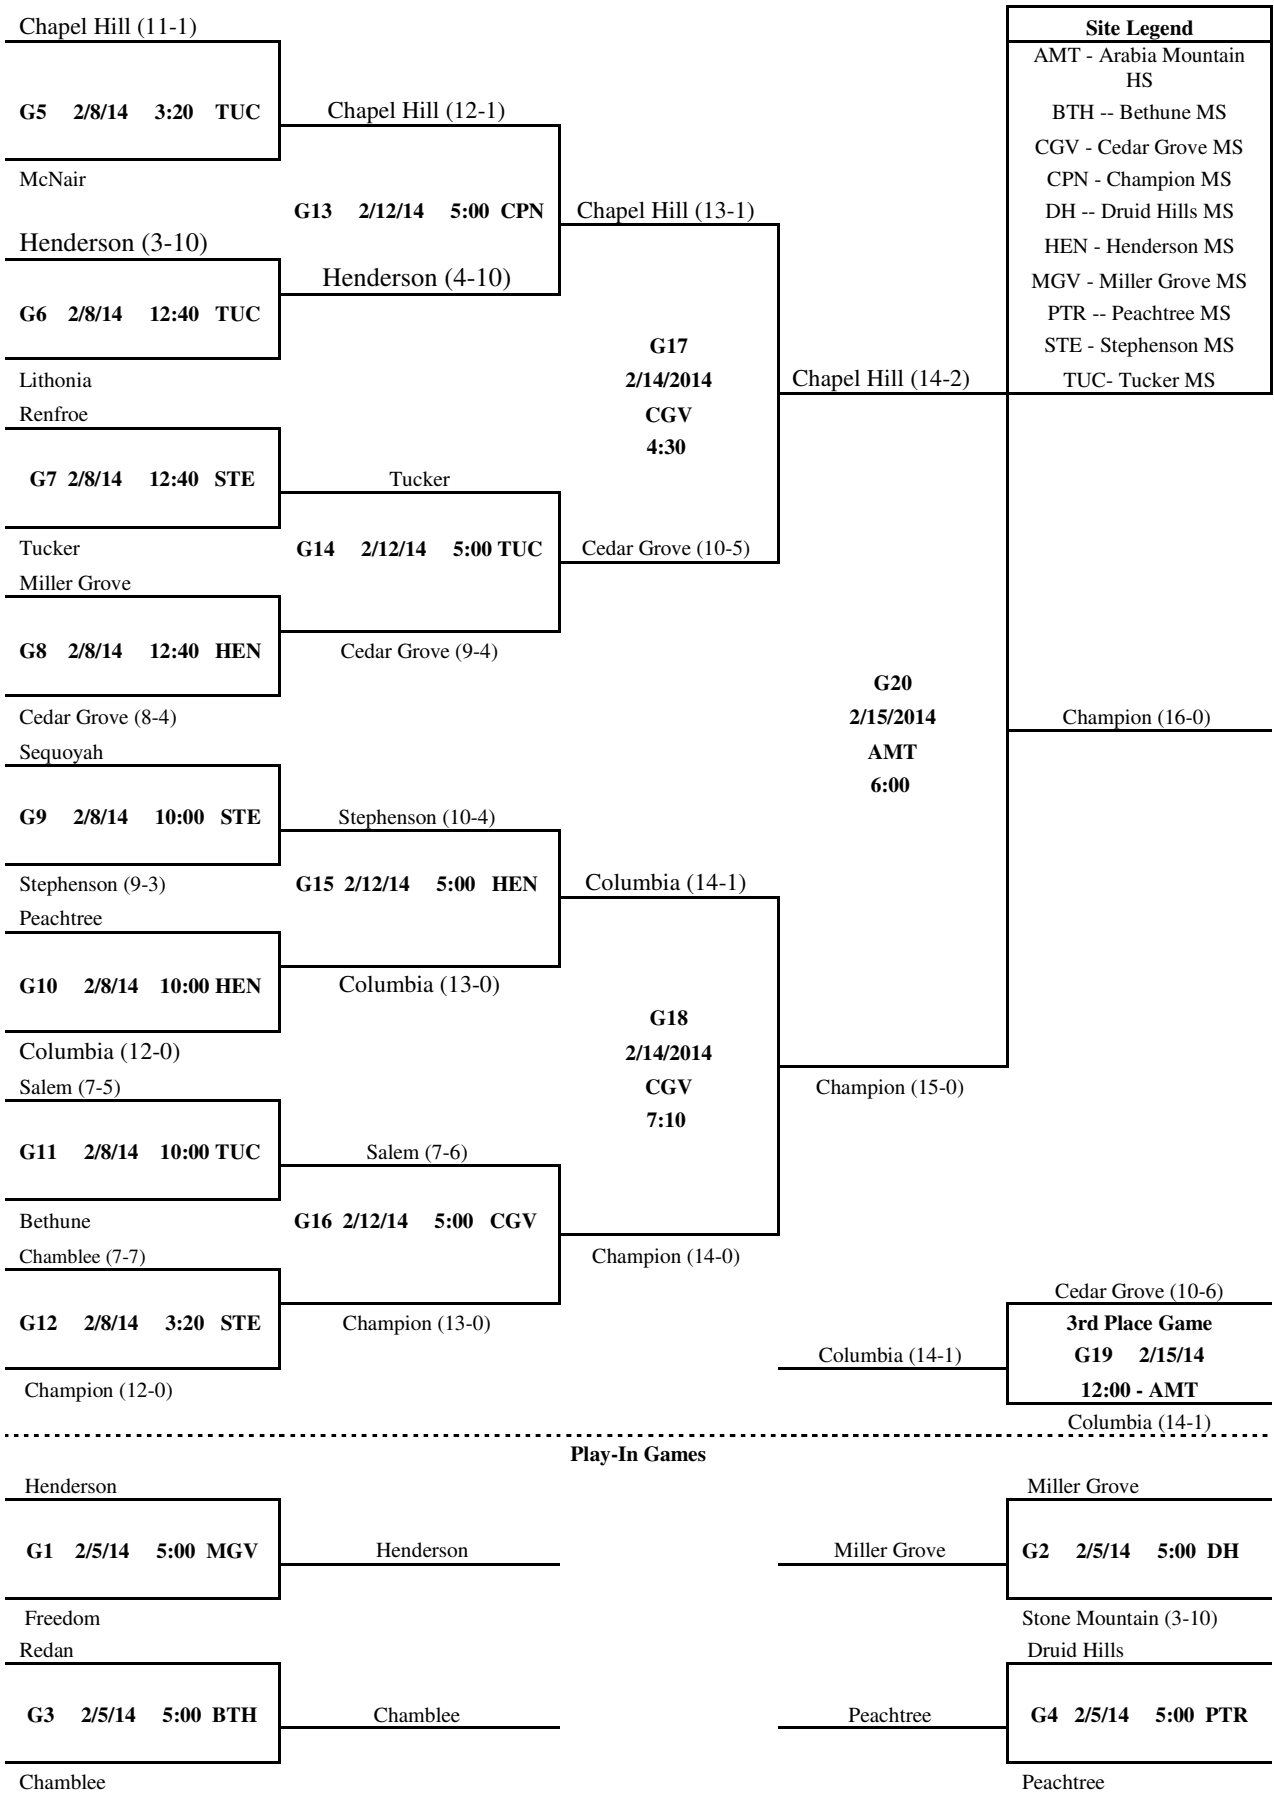 Chapel Hill (11-1)
Site Legend
AMT - Arabia Mountain
HS
G5 2/8/14 3:20 TUC
Chapel Hill (12-1)
BTH -- Bethune MS
CGV - Cedar Grove MS
McNair
CPN - Champion MS
G13 2/12/14 5:00 CPN
Chapel Hill (13-1)
DH -- Druid Hills MS
Henderson (3-10)
HEN - Henderson MS
Henderson (4-10)
MGV - Miller Grove MS
G6 2/8/14 12:40 TUC
PTR -- Peachtree MS
G17
STE - Stephenson MS
Lithonia
2/14/2014
Chapel Hill (14-2)
TUC- Tucker MS
Renfroe
CGV
4:30
G7 2/8/14 12:40 STE
Tucker
Tucker
G14 2/12/14 5:00 TUC
Cedar Grove (10-5)
Miller Grove
G8 2/8/14 12:40 HEN
Cedar Grove (9-4)
G20
Cedar Grove (8-4)
2/15/2014
Champion (16-0)
Sequoyah
AMT
6:00
G9 2/8/14 10:00 STE
Stephenson (10-4)
Stephenson (9-3)
G15 2/12/14 5:00 HEN
Columbia (14-1)
Peachtree
G10 2/8/14 10:00 HEN
Columbia (13-0)
G18
Columbia (12-0)
2/14/2014
Salem (7-5)
CGV
Champion (15-0)
7:10
G11 2/8/14 10:00 TUC
Salem (7-6)
Bethune
G16 2/12/14 5:00 CGV
Chamblee (7-7)
Champion (14-0)
Cedar Grove (10-6)
G12 2/8/14 3:20 STE
Champion (13-0)
3rd Place Game
Columbia (14-1)
G19 2/15/14
Champion (12-0)
12:00 - AMT
Columbia (14-1)
Play-In Games
Henderson
Miller Grove
G1 2/5/14 5:00 MGV
Henderson
Miller Grove
G2 2/5/14 5:00 DH
Freedom
Stone Mountain (3-10)
Redan
Druid Hills
G3 2/5/14 5:00 BTH
Chamblee
Peachtree
G4 2/5/14 5:00 PTR
Chamblee
Peachtree